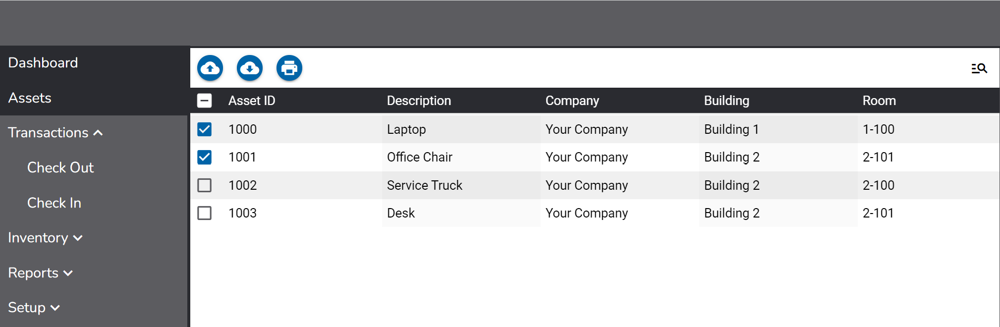 Dashboard
Assets
Transactions
Check Out
Check In
Inventory
Reports
Setup
Asset ID Description Company Building Room
1000 Laptop Your Company Building 1 1-100
1001 Office Chair Your Company Building 2 2-101
1002 Service Truck Your Company Building 2 2-100
1003 Desk Your Company Building 2 2-101